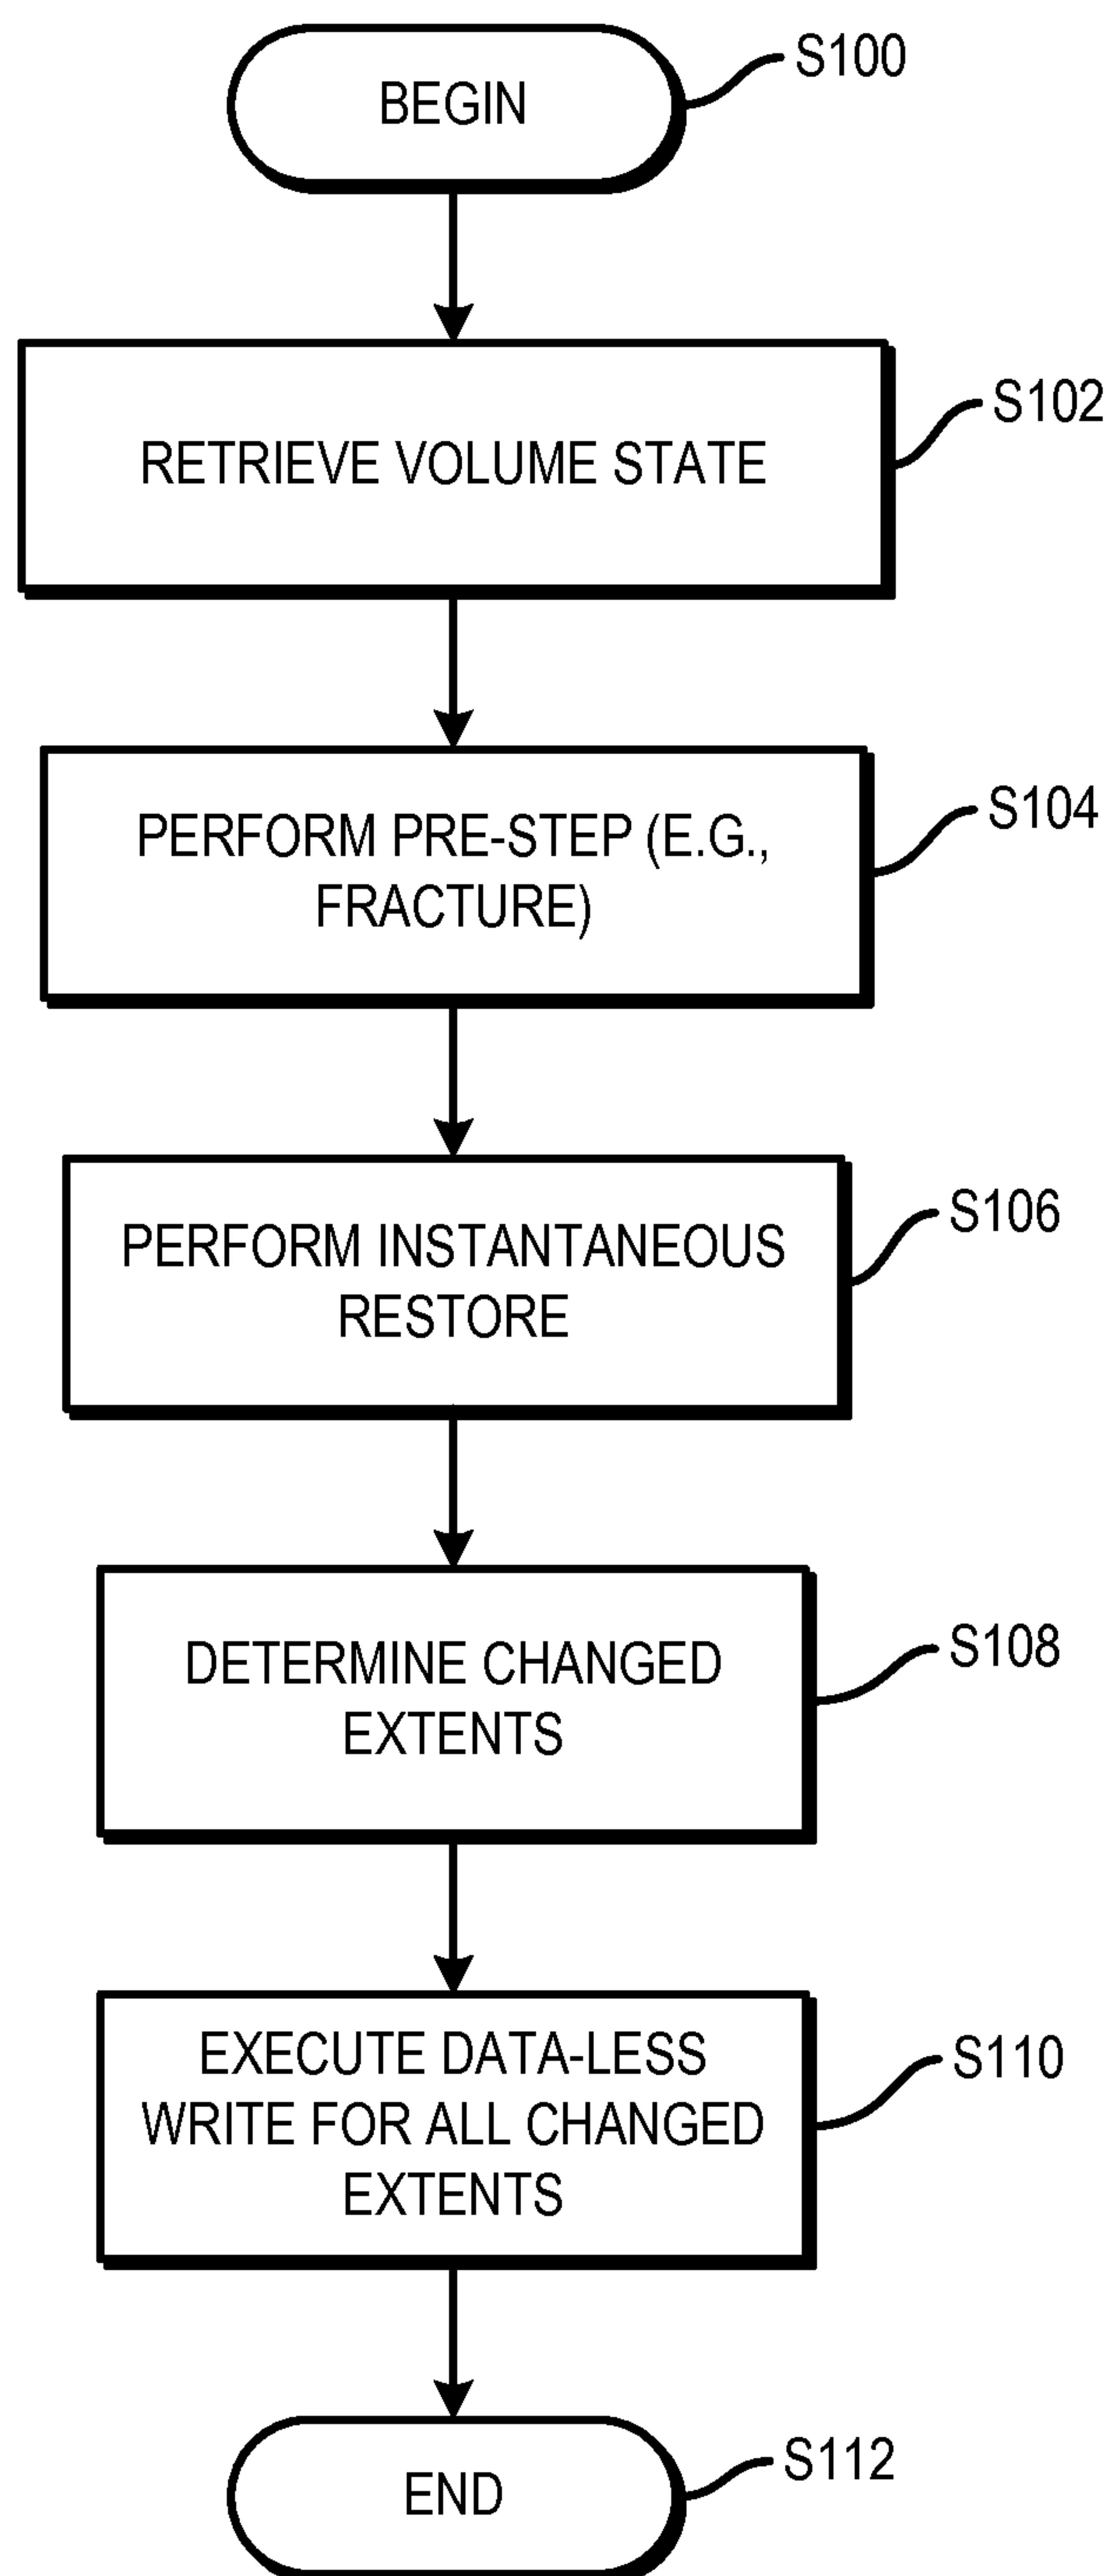 BEGIN
S100
RETRIEVE VOLUME STATE
S102
PERFORM PRE-STEP (E.G.,
FRACTURE)
S104
PERFORM INSTANTANEOUS
RESTORE
S106
DETERMINE CHANGED
EXTENTS
S108
EXECUTE DATA-LESS
WRITE FOR ALL CHANGED
EXTENTS
S110
END
S112